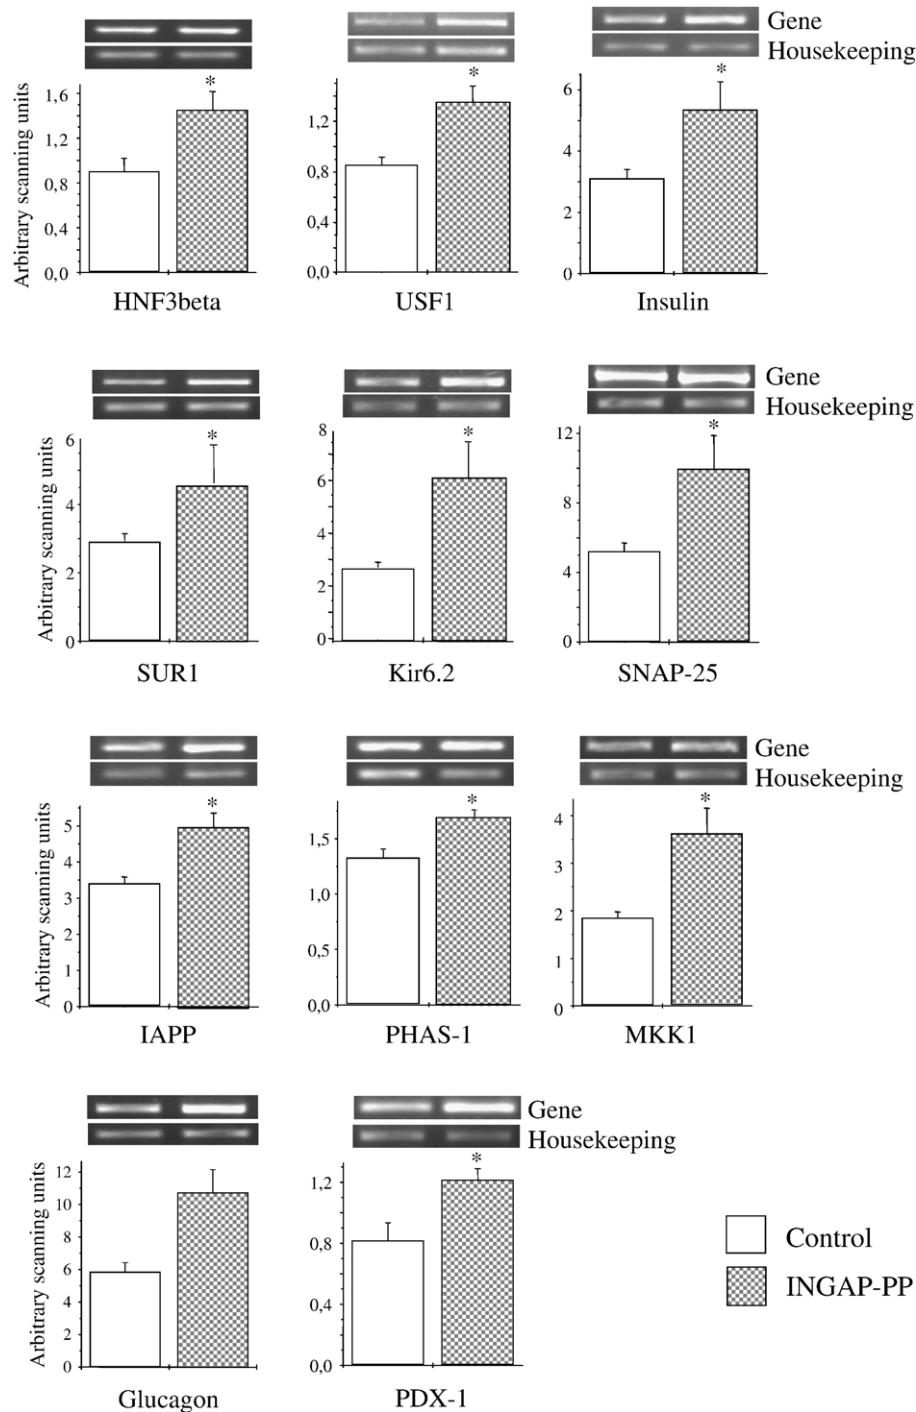 Gene
Housekeeping
Arbitrary scanning units
1,6
1,2
0,8
0,4
0,0
*
HNF3beta
1,2
0,8
0,4
0,0
*
USF1
6
4
2
0
*
Insulin
Gene
Housekeeping
Arbitrary scanning units
6
4
2
0
*
SUR1
8
6
4
2
0
*
Kir6.2
12
10
8
6
4
0
*
SNAP-25
Gene
Housekeeping
Arbitrary scanning units
5
4
3
2
1
0
*
IAPP
1,5
1,0
0,5
0,0
*
PHAS-1
4
3
2
1
0
*
MKK1
Gene
Housekeeping
Arbitrary scanning units
12
10
8
6
4
2
0
Glucagon
1,2
0,8
0,4
0,0
*
PDX-1
Control
INGAP-PP